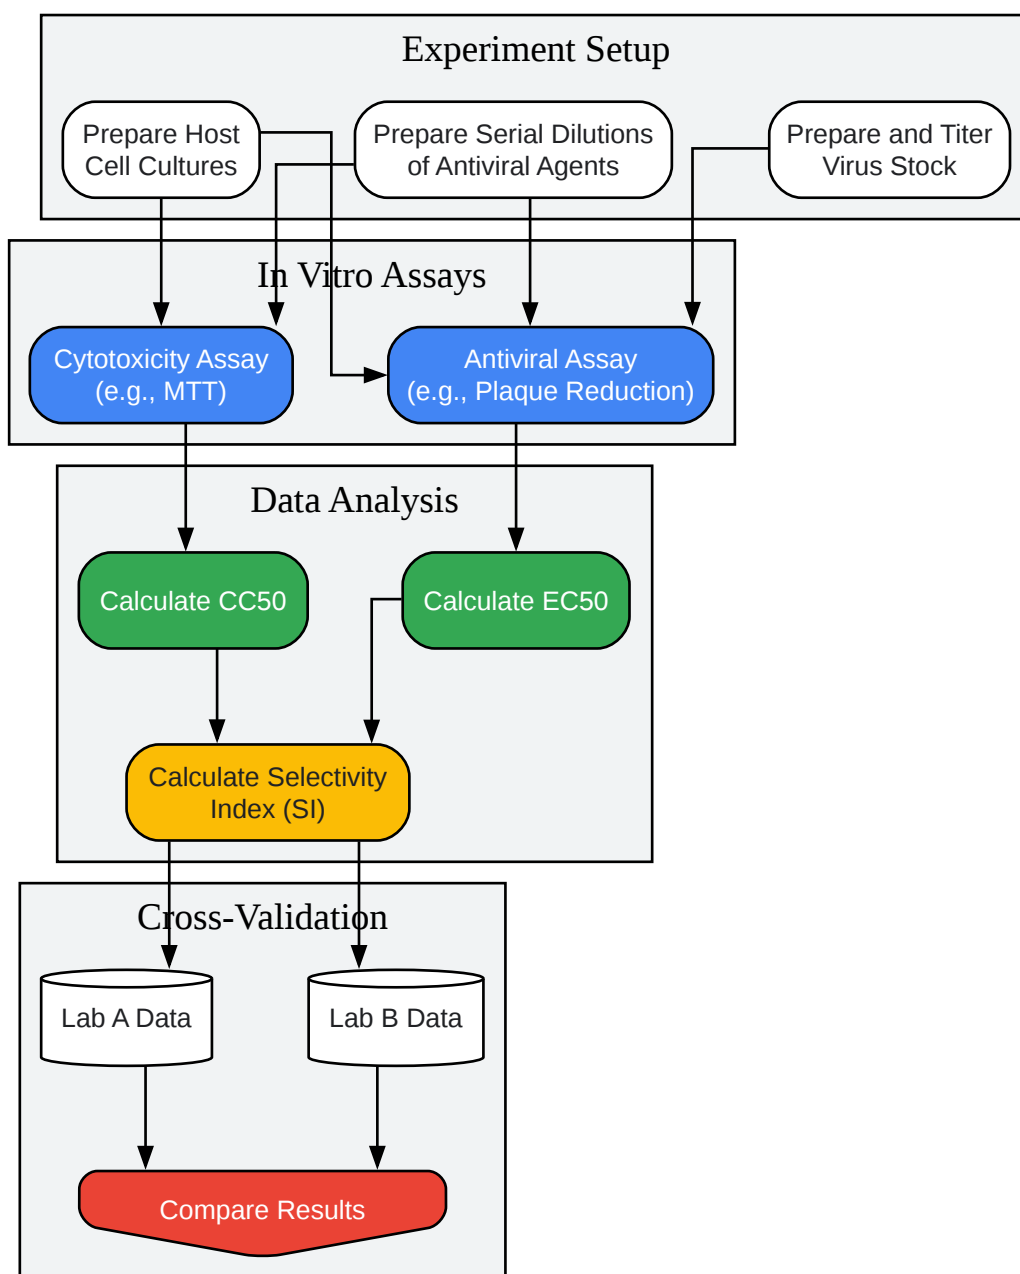 Experiment Setup
Prepare Host
Cell Cultures
Prepare Serial Dilutions
of Antiviral Agents
Prepare and Titer
Virus Stock
In Vitro Assays
Cytotoxicity Assay
(e.g., MTT)
Antiviral Assay
(e.g., Plaque Reduction)
Data Analysis
Calculate CC50
Calculate EC50
Calculate Selectivity
Index (SI)
Cross-Validation
Lab A Data
Lab B Data
Compare Results